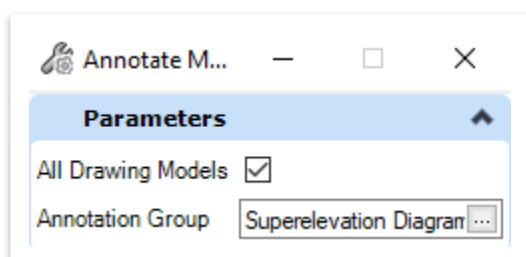 Annotate M...
Parameters
All Drawing Models
Annotation Group Superelevation Diagram ...